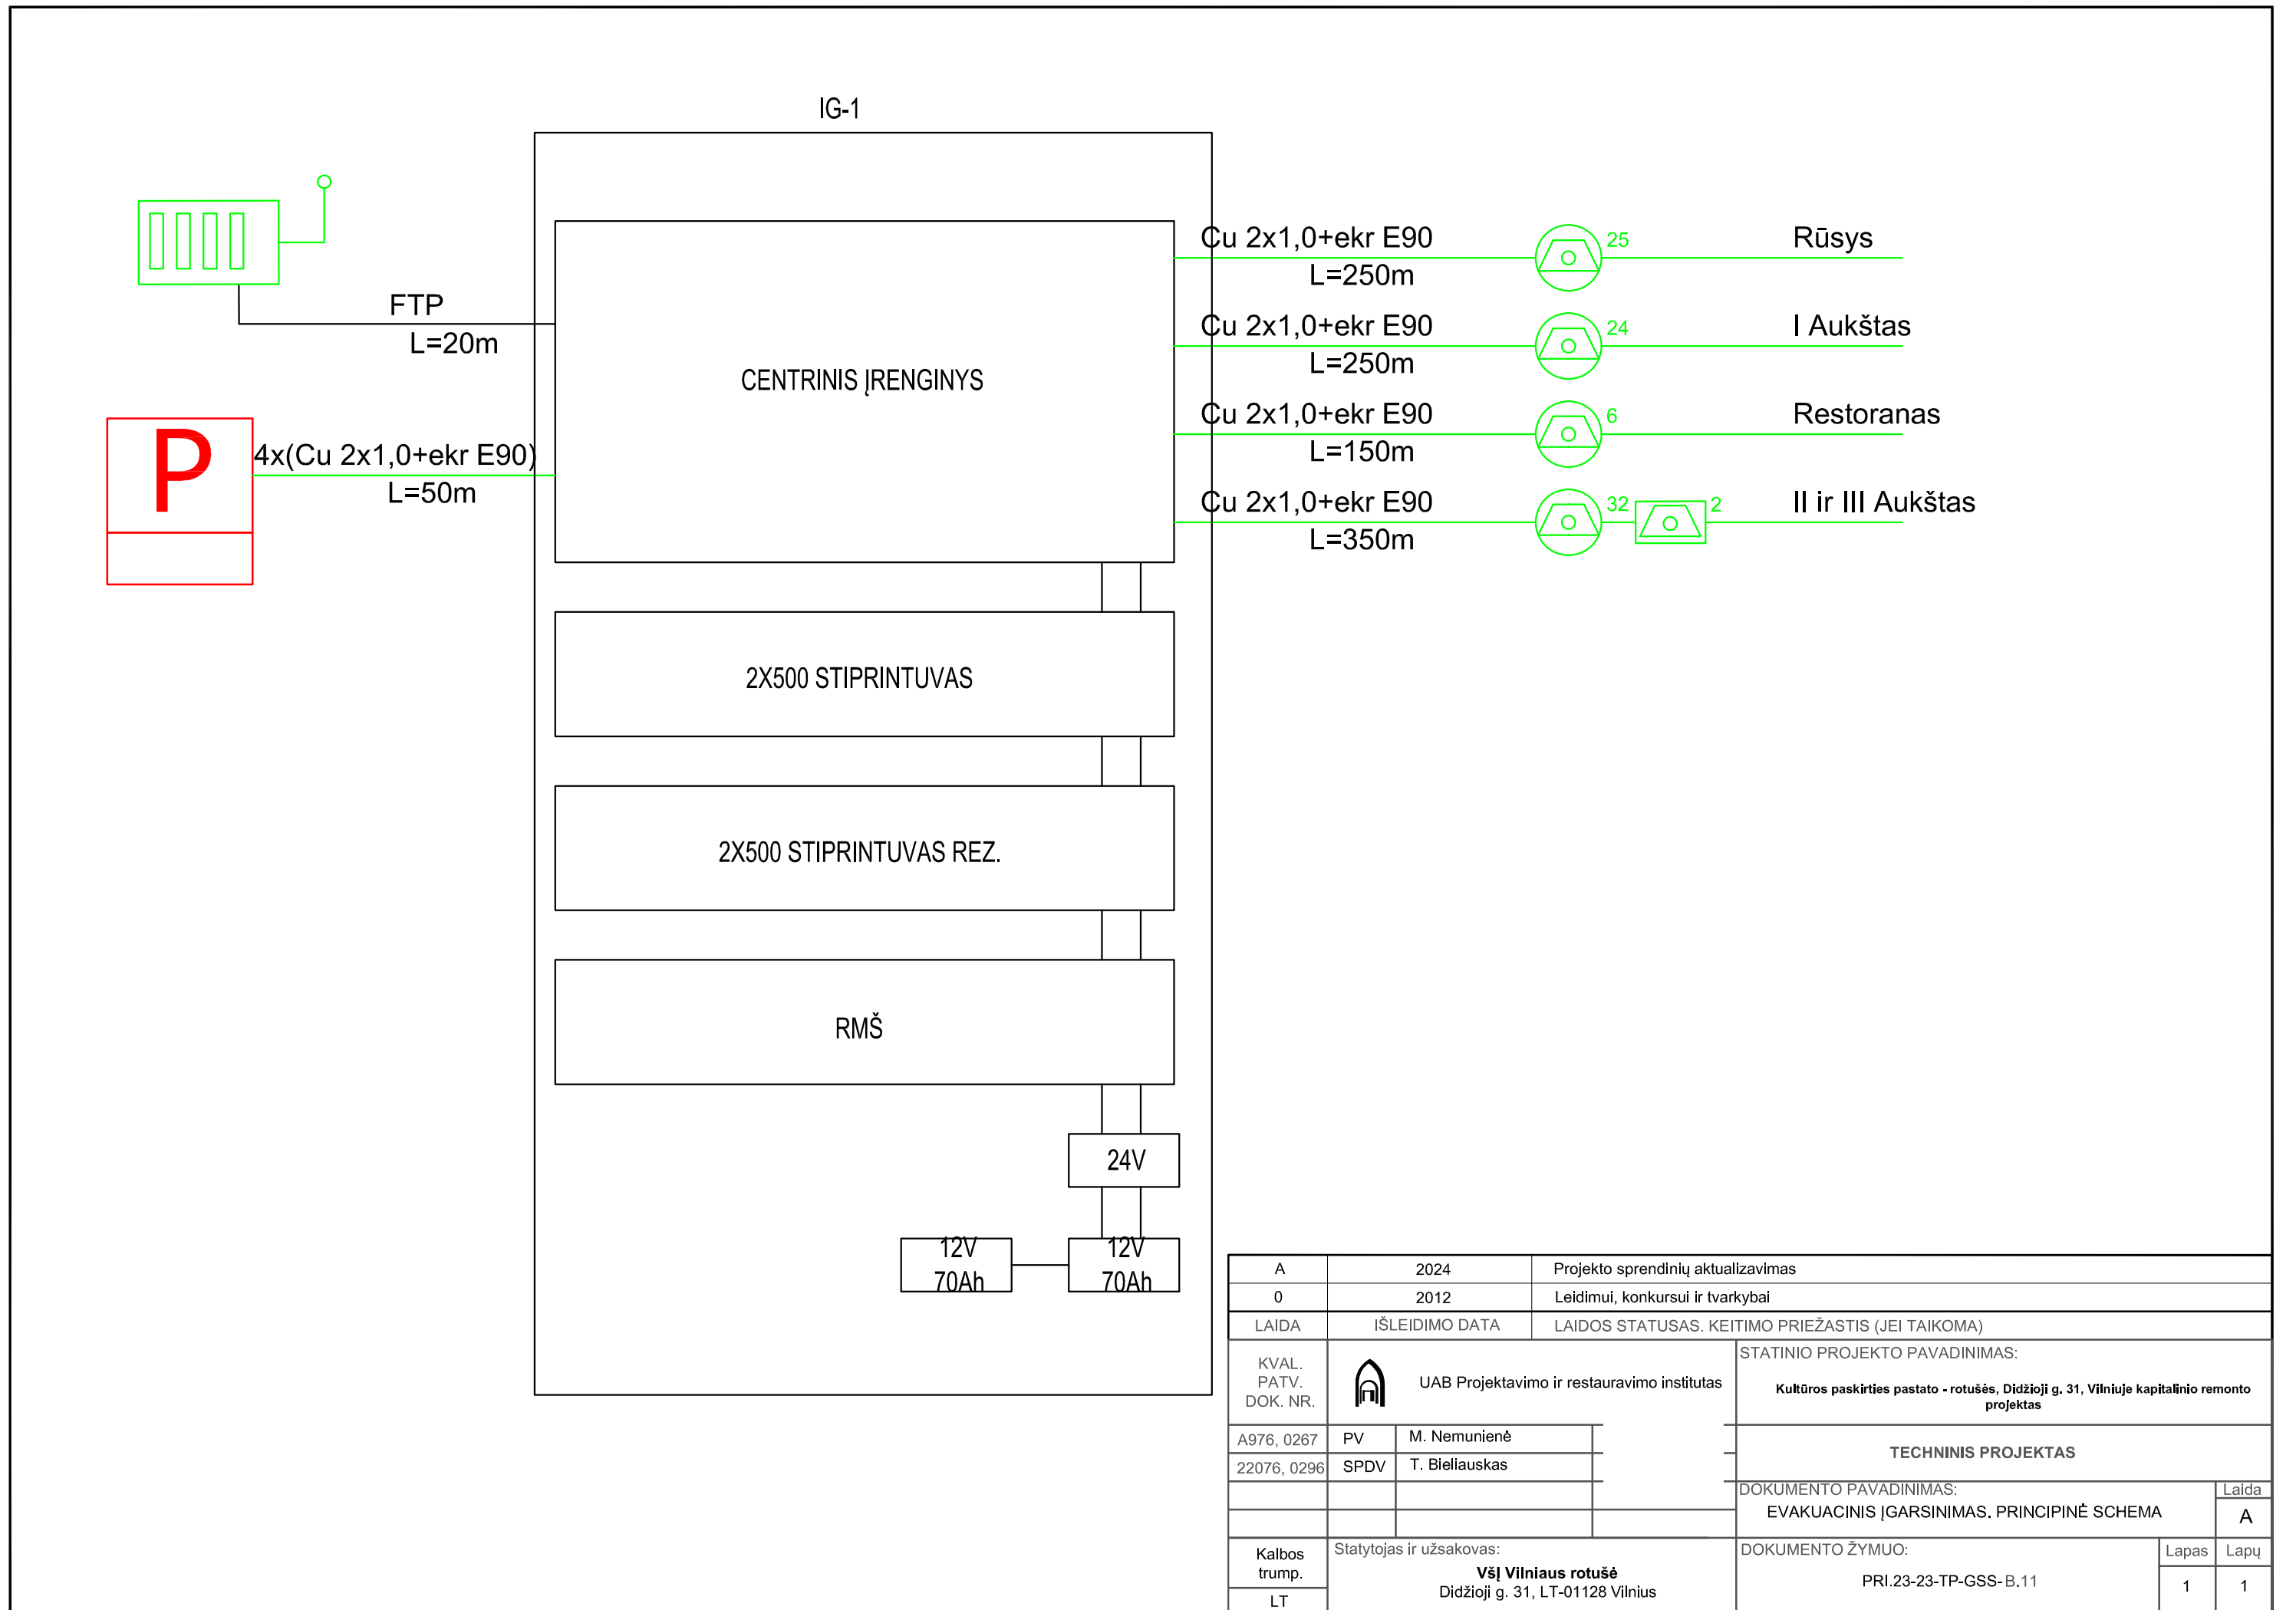 IG-1
FTP
L=20m
P
4x(Cu 2x1,0+ekr E90)
L=50m
CENTRINIS ĮRENGINYS
Cu 2x1,0+ekr E90
25
Rūsys
L=250m
Cu 2x1,0+ekr E90
24
I Aukštas
L=250m
Cu 2x1,0+ekr E90
6
Restoranas
L=150m
Cu 2x1,0+ekr E90
32
2
II ir III Aukštas
L=350m
2X500 STIPRINTUVAS
2X500 STIPRINTUVAS REZ.
RMŠ
24V
12V
70Ah
12V
70Ah
A 2024 Projekto sprendinių aktualizavimas
0 2012 Leidimui, konkursui ir tvarkybai
LAIDA IŠLEIDIMO DATA LAIDOS STATUSAS. KEITIMO PRIEŽASTIS (JEI TAIKOMA)
KVAL.
PATV.
DOK. NR.
UAB Projektavimo ir restauravimo institutas
STATINIO PROJEKTO PAVADINIMAS:
Kultūros paskirties pastato - rotušės, Didžioji g. 31, Vilniuje kapitalinio remonto
projektas
A976, 0267 PV M. Nemunienė
22076, 0296 SPDV T. Bieliauskas
TECHNINIS PROJEKTAS
DOKUMENTO PAVADINIMAS:
EVAKUACINIS ĮGARSINIMAS. PRINCIPINĖ SCHEMA
Laida
A
Kalbos
trump.
LT
Statytojas ir užsakovas:
VšĮ Vilniaus rotušė
Didžioji g. 31, LT-01128 Vilnius
DOKUMENTO ŽYMUO:
PRI.23-23-TP-GSS-B.11
Lapas Lapų
1 1